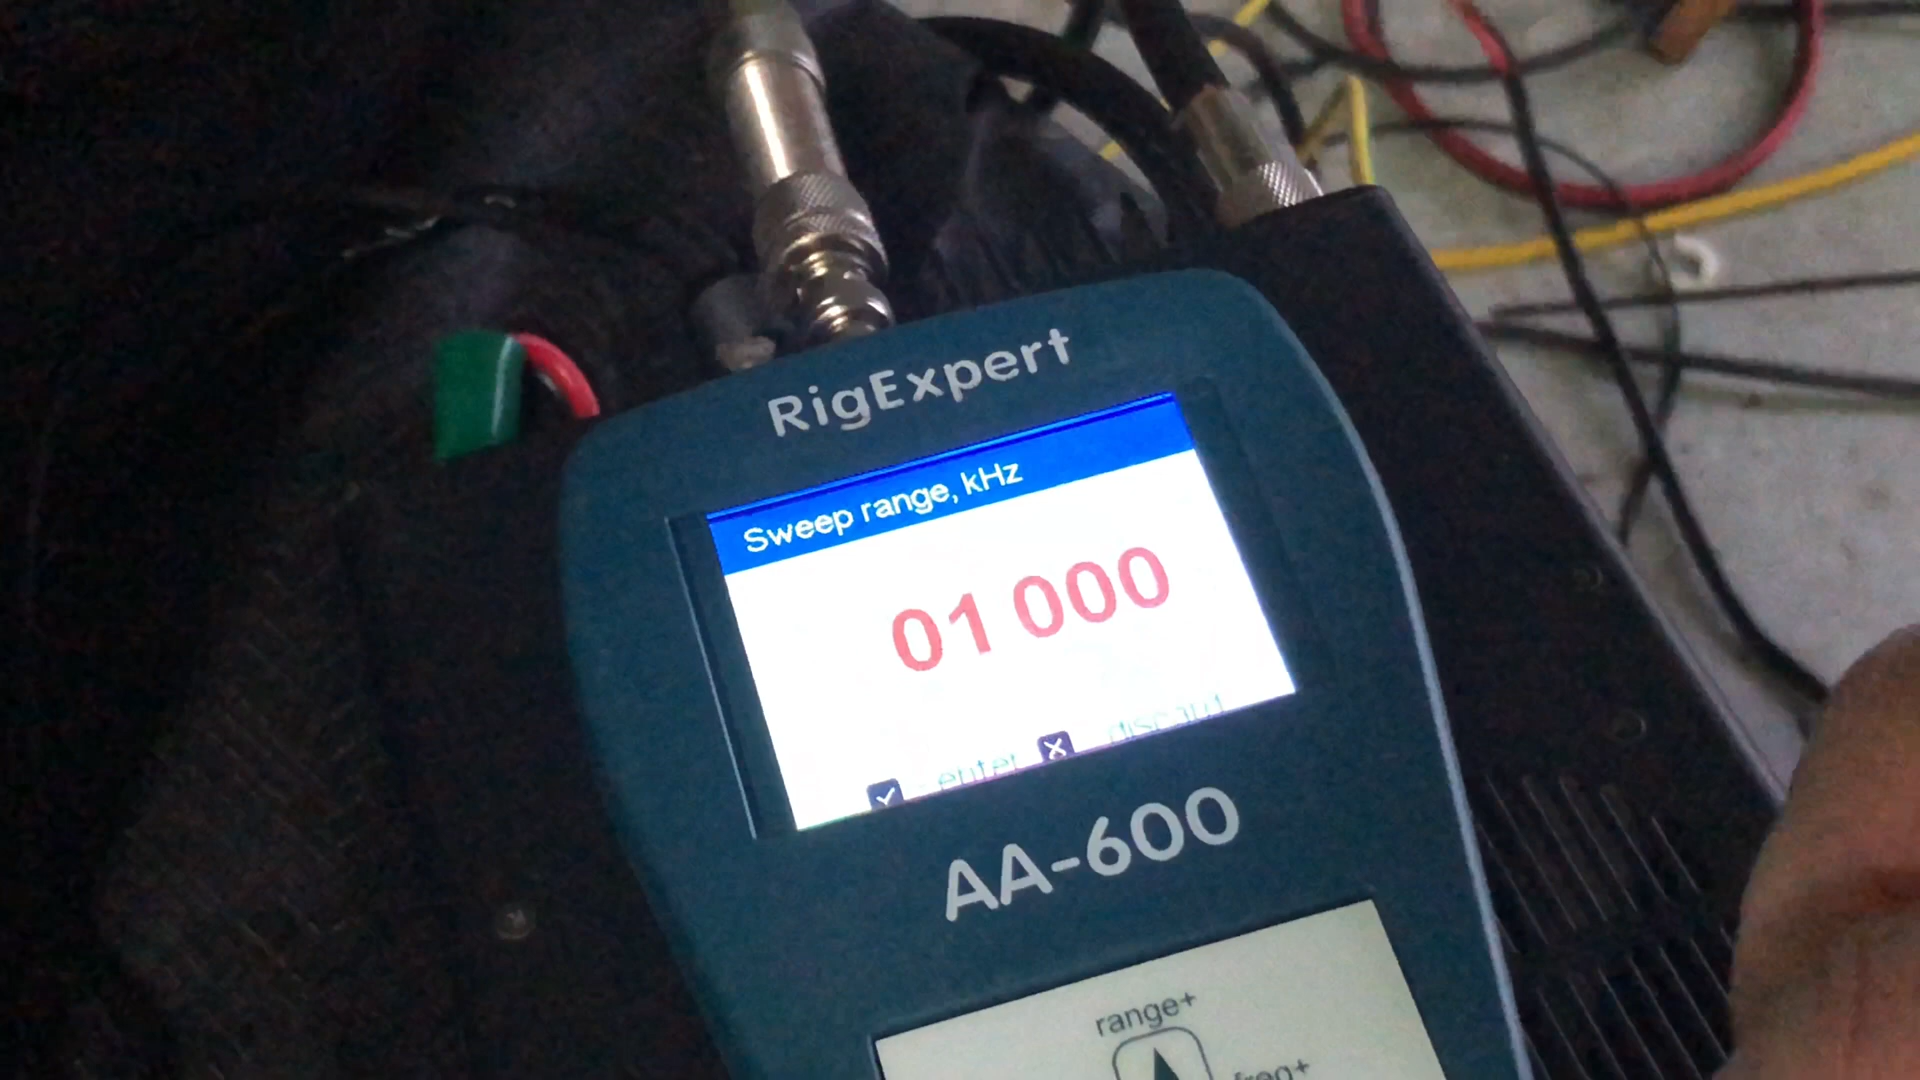 RigExpert
Sweep range, kHz
01 000
enter discard
AA-600
range+
freq+